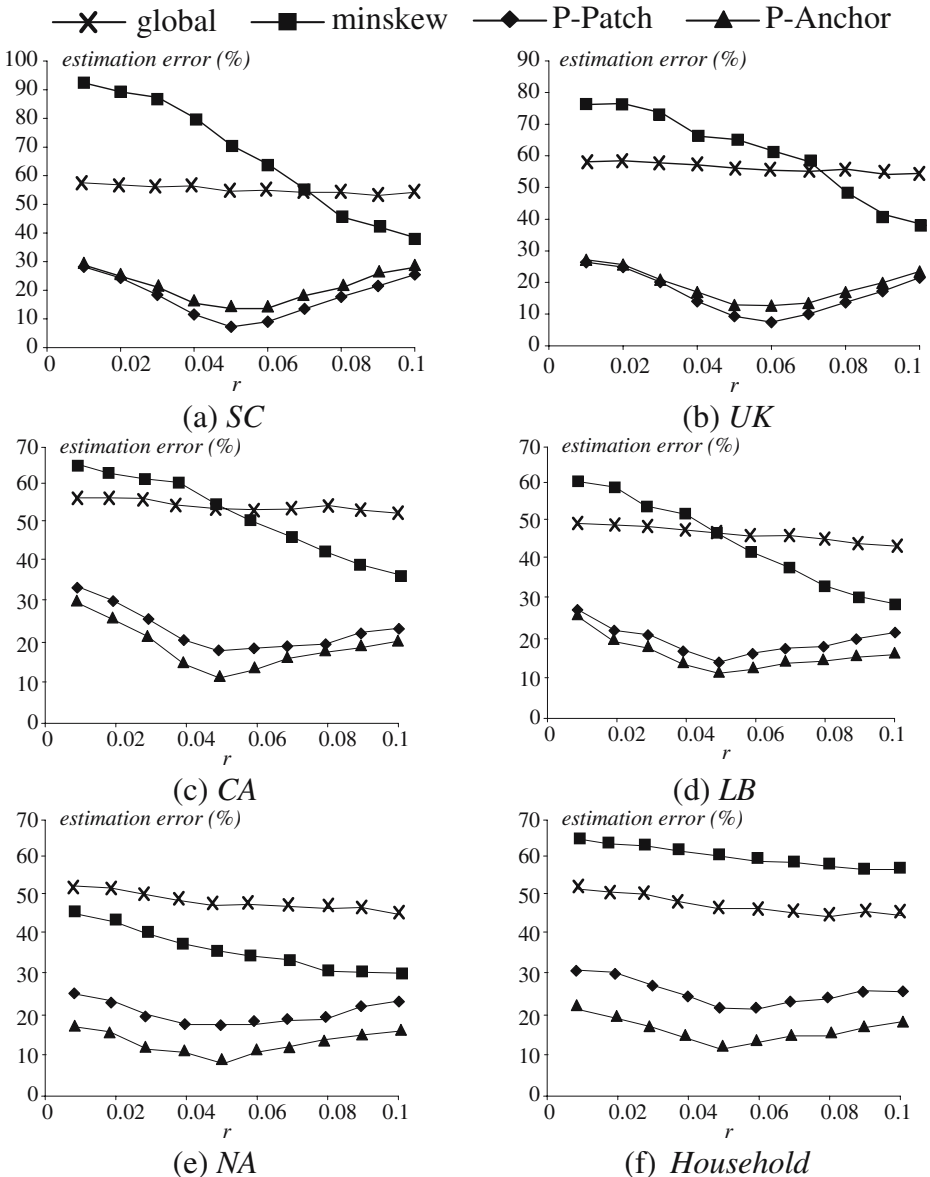 global minskew P-Patch P-Anchor
estimation error (%)
100
90
80
70
60
50
40
30
20
10
0
0 0.02 0.04 0.06 0.08 0.1
r
(a) SC
estimation error (%)
90
80
70
60
50
40
30
20
10
0
0 0.02 0.04 0.06 0.08 0.1
r
(b) UK
estimation error (%)
70
60
50
40
30
20
10
0
0 0.02 0.04 0.06 0.08 0.1
r
(c) CA
estimation error (%)
70
60
50
40
30
20
10
0
0 0.02 0.04 0.06 0.08 0.1
r
(d) LB
estimation error (%)
70
60
50
40
30
20
10
0
0 0.02 0.04 0.06 0.08 0.1
r
(e) NA
estimation error (%)
70
60
50
40
30
20
10
0
0 0.02 0.04 0.06 0.08 0.1
r
(f) Household